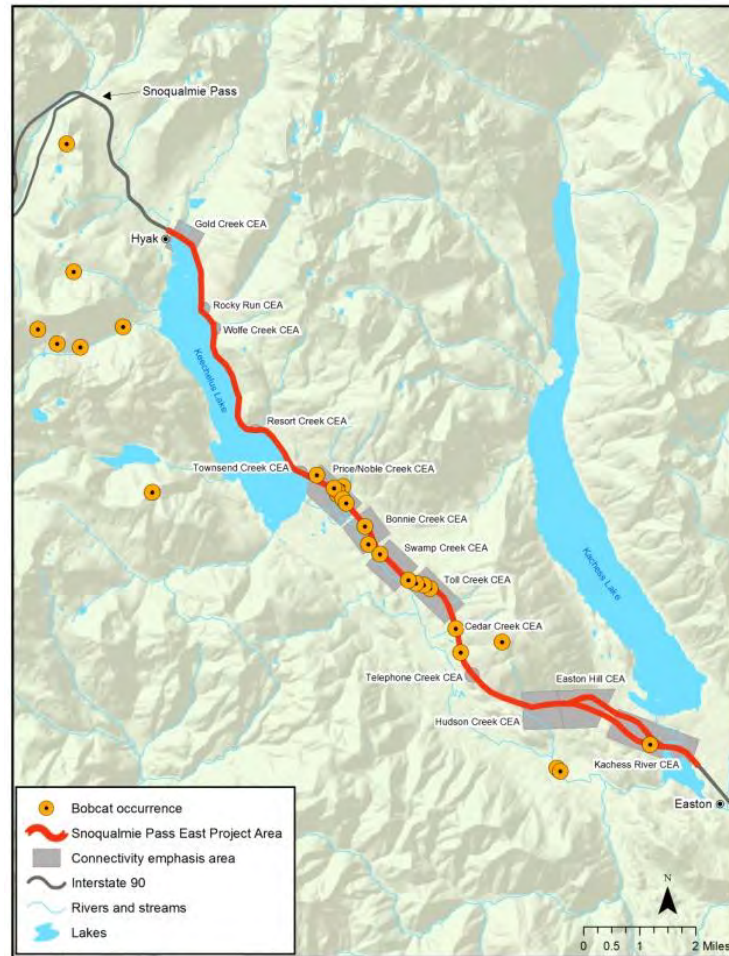 Snoqualmie Pass
Gold Creek CEA
Hyak
Rocky Run CEA
Wolfe Creek CEA
Keechelus Lake
Resort Creek CEA
Townsend Creek CEA
Price/Noble Creek CEA
Bonnie Creek CEA
Swamp Creek CEA
Kachess Lake
Toll Creek CEA
Cedar Creek CEA
Telephone Creek CEA
Easton Hill CEA
Hudson Creek CEA
Kachess River CEA
Easton
Bobcat occurrence
Snoqualmie Pass East Project Area
Connectivity emphasis area
Interstate 90
Rivers and streams
Lakes
N
0 0.5 1 2 Miles